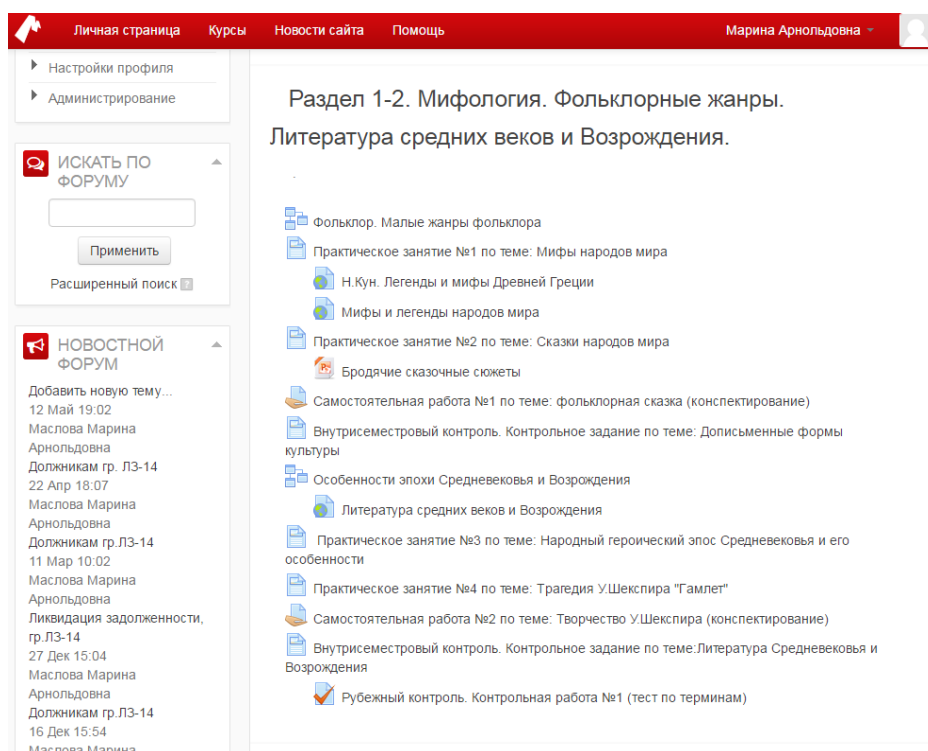 Личная страница Курсы Новости сайта Помощь Марина Арнольдовна
Настройки профиля
Администрирование
ИСКАТЬ ПО
ФОРУМУ
Применить
Расширенный поиск ?
НОВОСТНОЙ
ФОРУМ
Добавить новую тему...
12 Май 19:02
Маслова Марина
Арнольдовна
Должникам гр. ЛЗ-14
22 Апр 18:07
Маслова Марина
Арнольдовна
Должникам гр.ЛЗ-14
11 Мар 10:02
Маслова Марина
Арнольдовна
Ликвидация задолженности,
гр.ЛЗ-14
27 Дек 15:04
Маслова Марина
Арнольдовна
Должникам гр.ЛЗ-14
16 Дек 15:54
Маслова Марина
Раздел 1-2. Мифология. Фольклорные жанры.
Литература средних веков и Возрождения.
Фольклор. Малые жанры фольклора
Практическое занятие №1 по теме: Мифы народов мира
Н.Кун. Легенды и мифы Древней Греции
Мифы и легенды народов мира
Практическое занятие №2 по теме: Сказки народов мира
Бродячие сказочные сюжеты
Самостоятельная работа №1 по теме: фольклорная сказка (конспектирование)
Внутрисеместровый контроль. Контрольное задание по теме: Дописьменные формы
культуры
Особенности эпохи Средневековья и Возрождения
Литература средних веков и Возрождения
Практическое занятие №3 по теме: Народный героический эпос Средневековья и его
особенности
Практическое занятие №4 по теме: Трагедия У.Шекспира "Гамлет"
Самостоятельная работа №2 по теме: Творчество У.Шекспира (конспектирование)
Внутрисеместровый контроль. Контрольное задание по теме:Литература Средневековья и
Возрождения
Рубежный контроль. Контрольная работа №1 (тест по терминам)